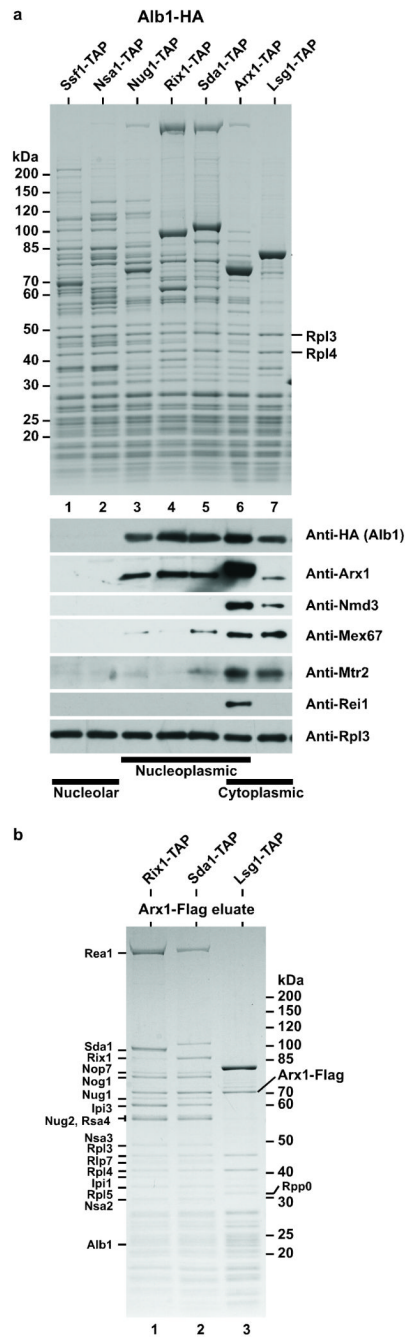 a
Alb1-HA
Ssf1-TAP
Nsa1-TAP
Nug1-TAP
Rix1-TAP
Sda1-TAP
Arx1-TAP
Lsg1-TAP
kDa
200
150
120
100
85
70
60
50
40
30
25
20
Rpl3
Rpl4
1 2 3 4 5 6 7
Anti-HA (Alb1)
Anti-Arx1
Anti-Nmd3
Anti-Mex67
Anti-Mtr2
Anti-Rei1
Anti-Rpl3
Nucleolar
Nucleoplasmic
Cytoplasmic
b
Rix1-TAP
Sda1-TAP
Lsg1-TAP
Arx1-Flag eluate
Rea1
Sda1
Rix1
Nop7
Nog1
Nug1
Ipi3
Nug2, Rsa4
Nsa3
Rpl3
Rlp7
Rpl4
Ipi1
Rpl5
Nsa2
Alb1
kDa
200
150
120
100
85
Arx1-Flag
70
60
50
40
Rpp0
30
25
20
1 2 3